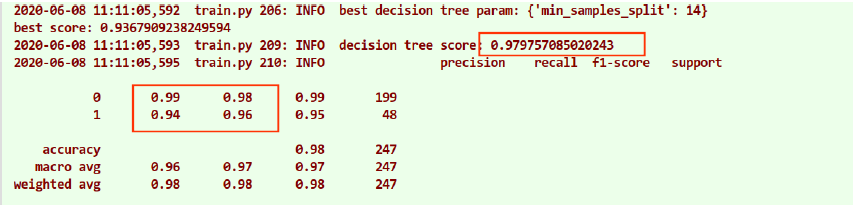 2020-06-08 11:11:05,592  train.py 206: INFO  best decision tree param: {'min_samples_split': 14}
best score: 0.9367909238249594
2020-06-08 11:11:05,593  train.py 209: INFO  decision tree score: 0.979757085020243
2020-06-08 11:11:05,595  train.py 210: INFO                precision    recall  f1-score   support
0       0.99      0.98      0.99       199
1       0.94      0.96      0.95        48
accuracy                           0.98       247
macro avg       0.96      0.97      0.97       247
weighted avg       0.98      0.98      0.98       247